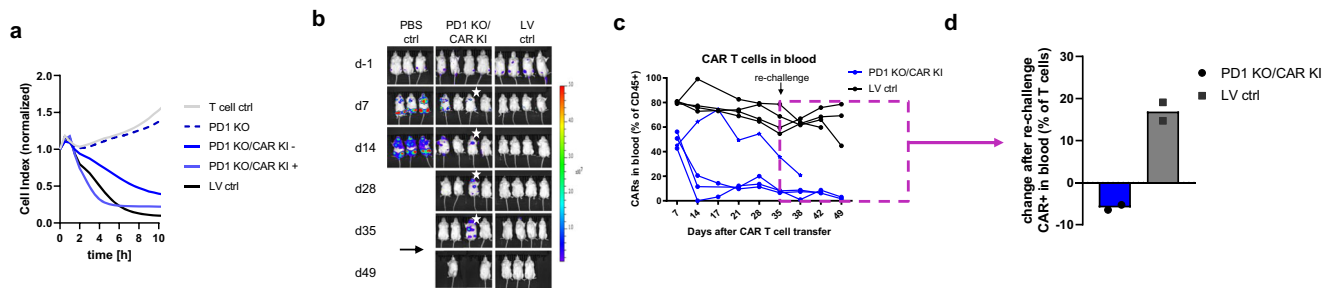 a
Cell Index (normalized)
2.0
1.5
1.0
0.5
0.0
0
2
4
6
8
10
time [h]
T cell ctrl
PD1 KO
PD1 KO/CAR KI -
PD1 KO/CAR KI +
LV ctrl
b
PBS
ctrl
PD1 KO/
CAR KI
LV
ctrl
d-1
d7
d14
d28
d35
d49
c
CAR T cells in blood
re-challenge
CARs in blood (% of CD45+)
100
80
60
40
20
0
7
14
17
21
28
35
38
42
49
Days after CAR T cell transfer
PD1 KO/CAR KI
LV ctrl
d
change after re-challenge
CAR+ in blood (% of T cells)
30
20
10
0
-10
PD1 KO/CAR KI
LV ctrl